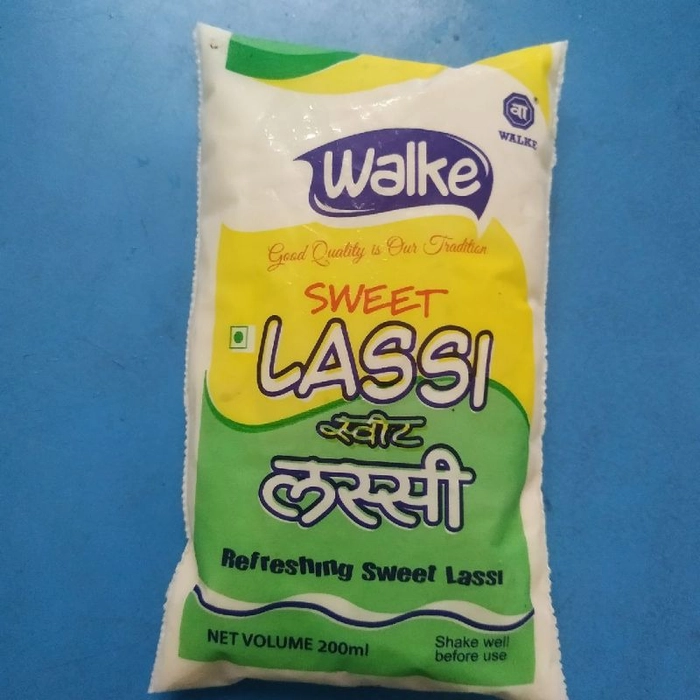 वा
WALKE
Walke
Good Quality is Our Tradition
SWEET
LASSI
स्वीट
लस्सी
Refreshing Sweet Lassi
NET VOLUME 200ml
Shake well
before use